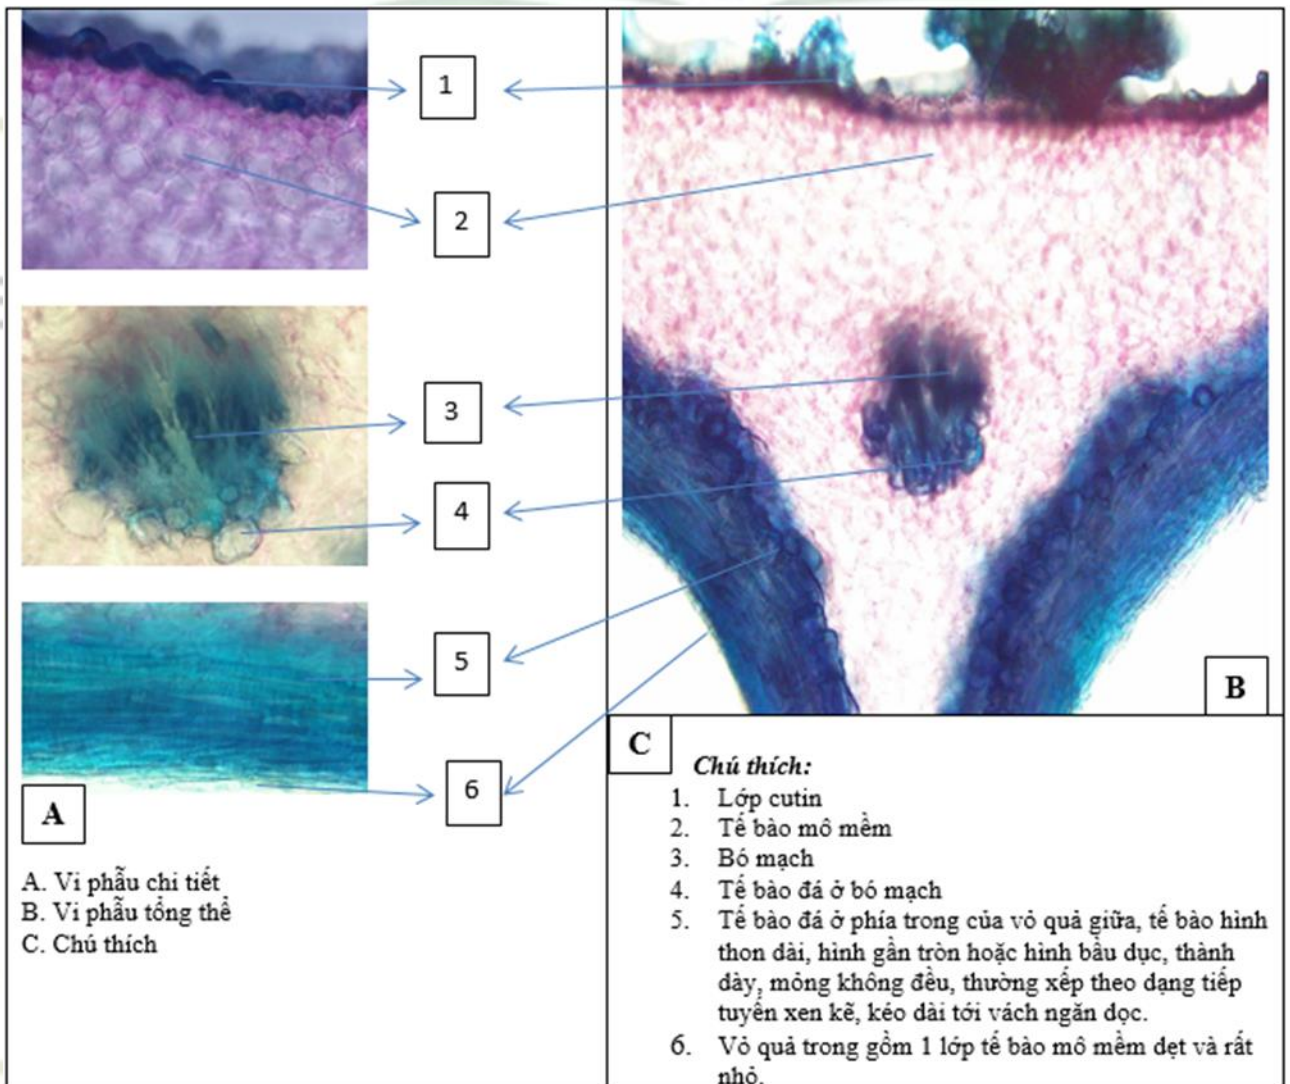 1
2
3
4
5
6
A
A. Vi phẫu chi tiết
B. Vi phẫu tổng thể
C. Chú thích
B
C
Chú thích:
1. Lớp cutin
2. Tế bào mô mềm
3. Bó mạch
4. Tế bào đá ở bó mạch
5. Tế bào đá ở phía trong của vỏ quả giữa, tế bào hình
thon dài, hình gần tròn hoặc hình bầu dục, thành
dày, mỏng không đều, thường xếp theo dạng tiếp
tuyến xen kẽ, kéo dài tới vách ngăn dọc.
6. Vỏ quả trong gồm 1 lớp tế bào mô mềm dẹt và rất
nhỏ.